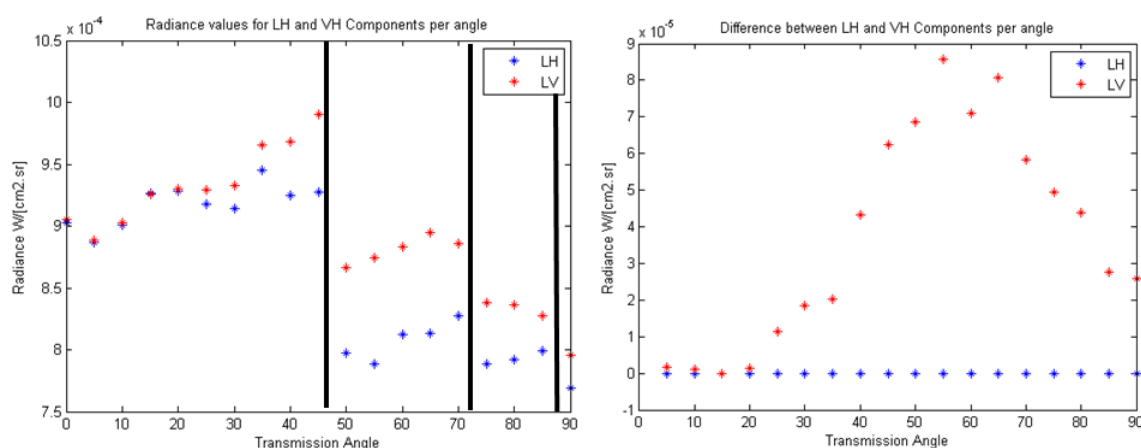 Radiance values for LH and VH Components per angle
x 10-4
10.5
10
9.5
9
8.5
8
7.5
Radiance W/[cm2.sr]
0 10 20 30 40 50 60 70 80 90
Transmission Angle
LH
LV
Difference between LH and VH Components per angle
x 10-5
9
8
7
6
5
4
3
2
1
0
-1
Radiance W/[cm2.sr]
0 10 20 30 40 50 60 70 80 90
Transmission Angle
LH
LV